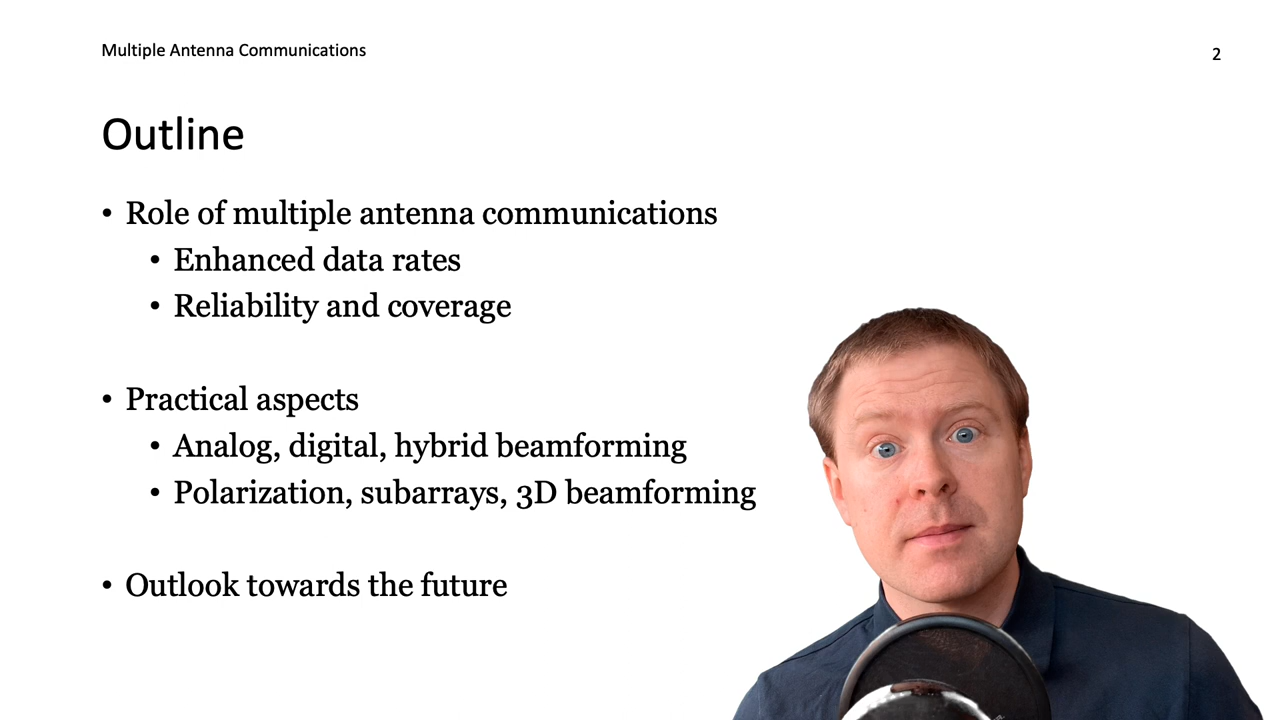 Multiple Antenna Communications
2
Outline
• Role of multiple antenna communications
• Enhanced data rates
• Reliability and coverage
• Practical aspects
• Analog, digital, hybrid beamforming
• Polarization, subarrays, 3D beamforming
• Outlook towards the future